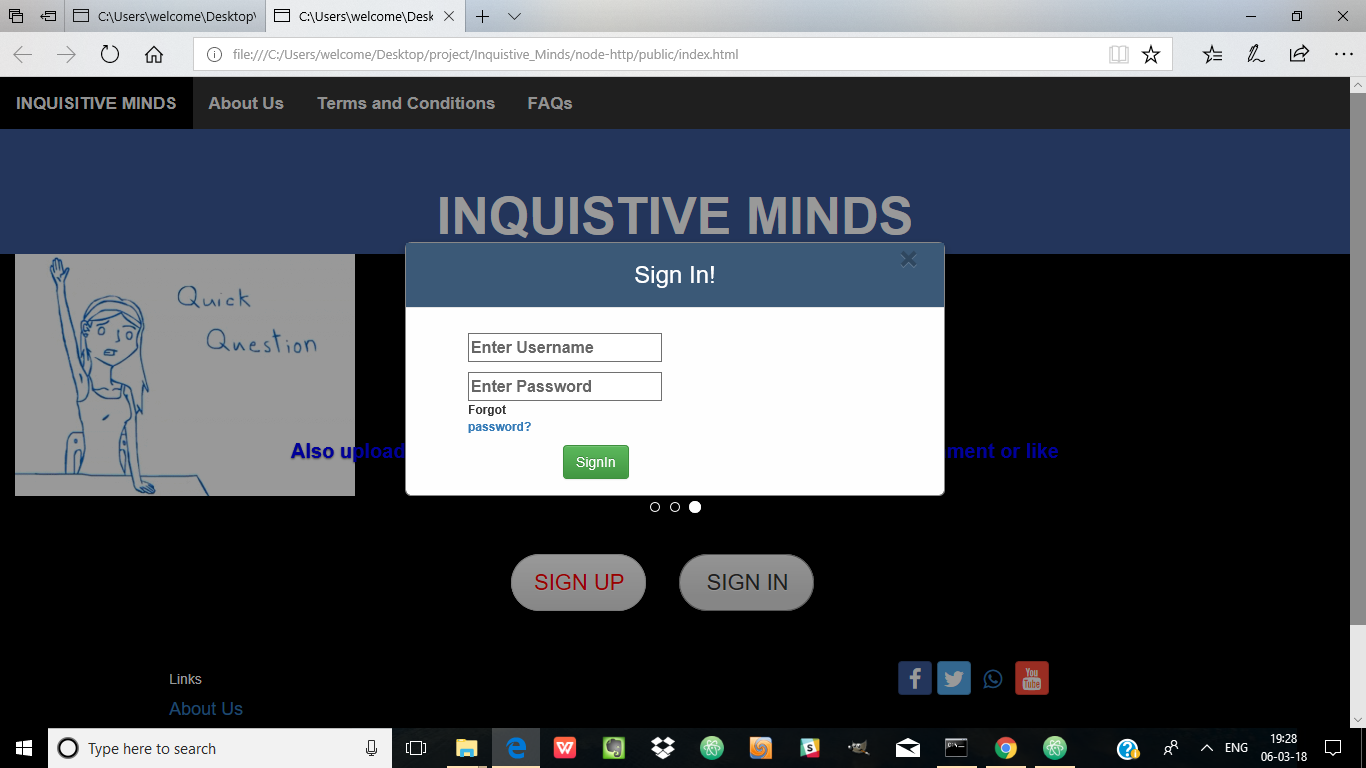 C:\Users\welcome\Desktop\
C:\Users\welcome\Desk
file:///C:/Users/welcome/Desktop/project/Inquistive_Minds/node-http/public/index.html
INQUISITIVE MINDS About Us Terms and Conditions FAQs
INQUISTIVE MINDS
Sign In!
Quick
Question
Enter Username
Enter Password
Forgot
password?
Also upload ment or like
SignIn
SIGN UP SIGN IN
Links
About Us
You
Tube
Type here to search
ENG
19:28
06-03-18